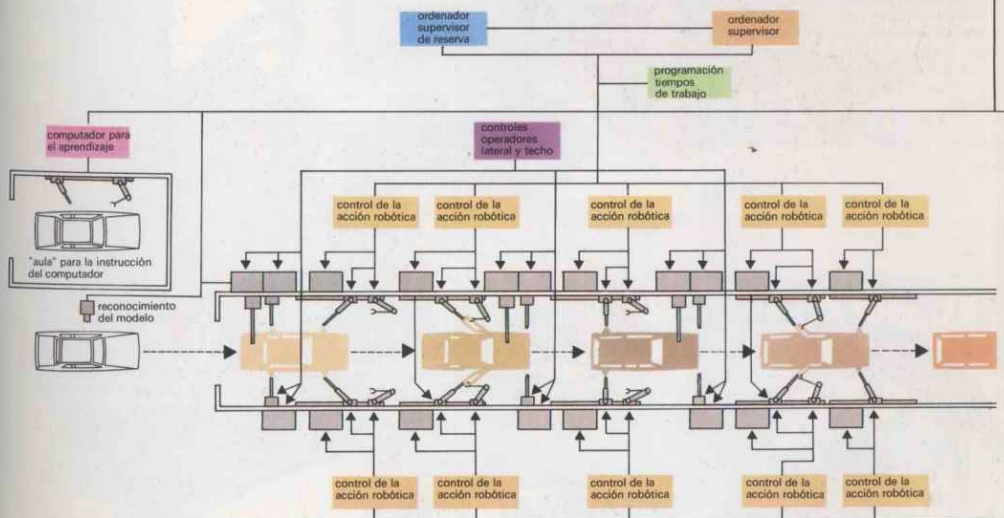 ordenador
supervisor
de reserva
ordenador
supervisor
programación
tiempos
de trabajo
computador para
el aprendizaje
controles
operadores
lateral y techo
control de la
acción robótica
control de la
acción robótica
control de la
acción robótica
control de la
acción robótica
control de la
acción robótica
"aula" para la instrucción
del computador
reconocimiento
del modelo
control de la
acción robótica
control de la
acción robótica
control de la
acción robótica
control de la
acción robótica
control de la
acción robótica